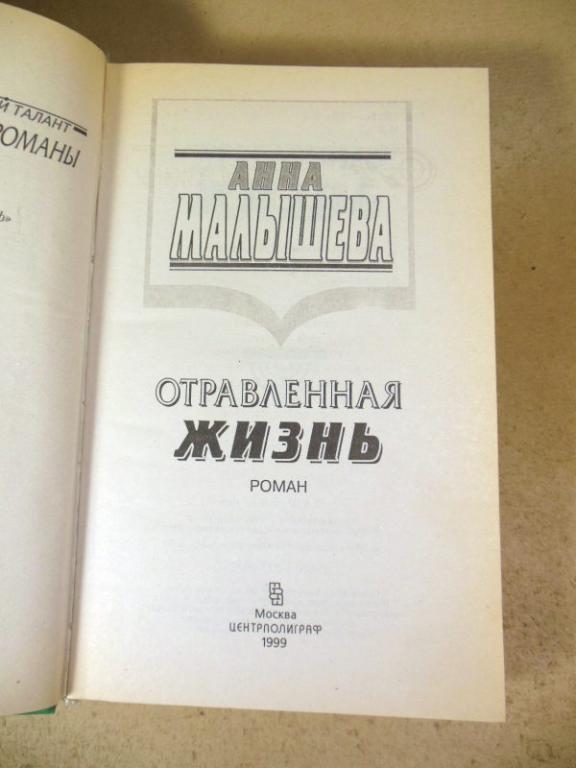 Й ТАЛАНТ
РОМАНЫ
Ь»
АННА
МАЛЫШЕВА
ОТРАВЛЕННАЯ
ЖИЗНЬ
РОМАН
Москва
ЦЕНТРПОЛИГРАФ
1999